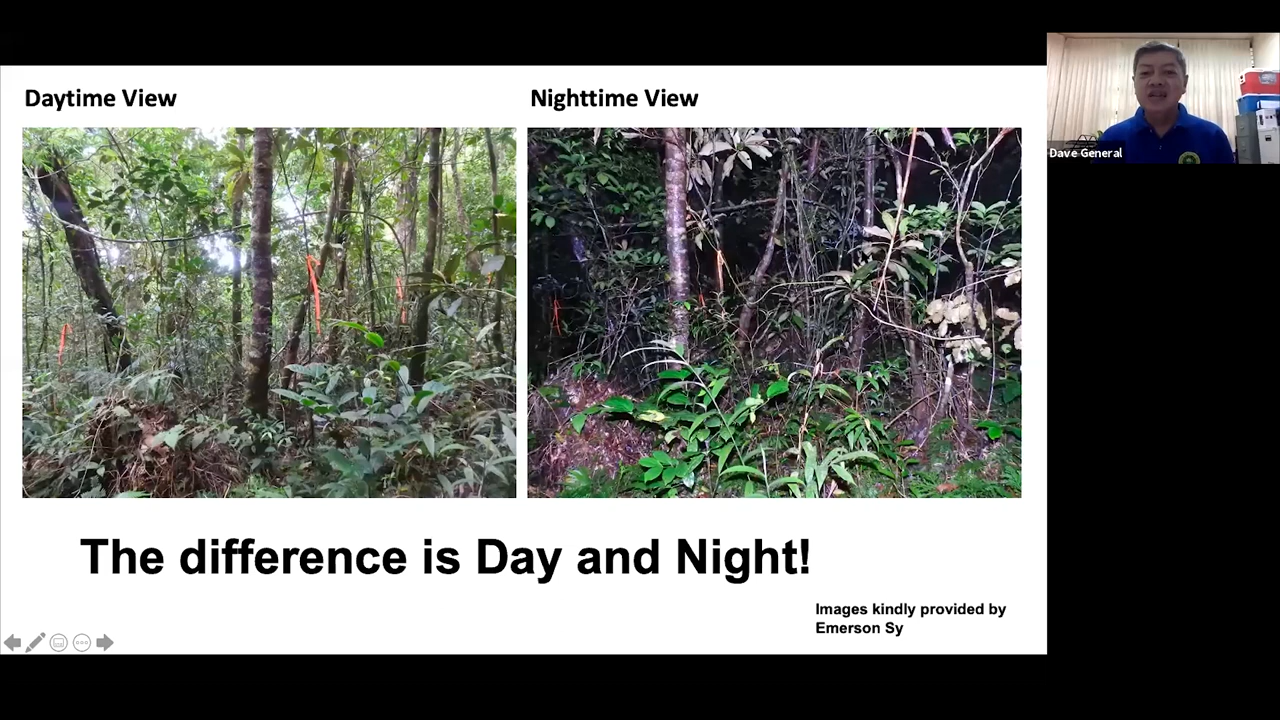 Daytime View
Nighttime View
Dave General
The difference is Day and Night!
Images kindly provided by
Emerson Sy